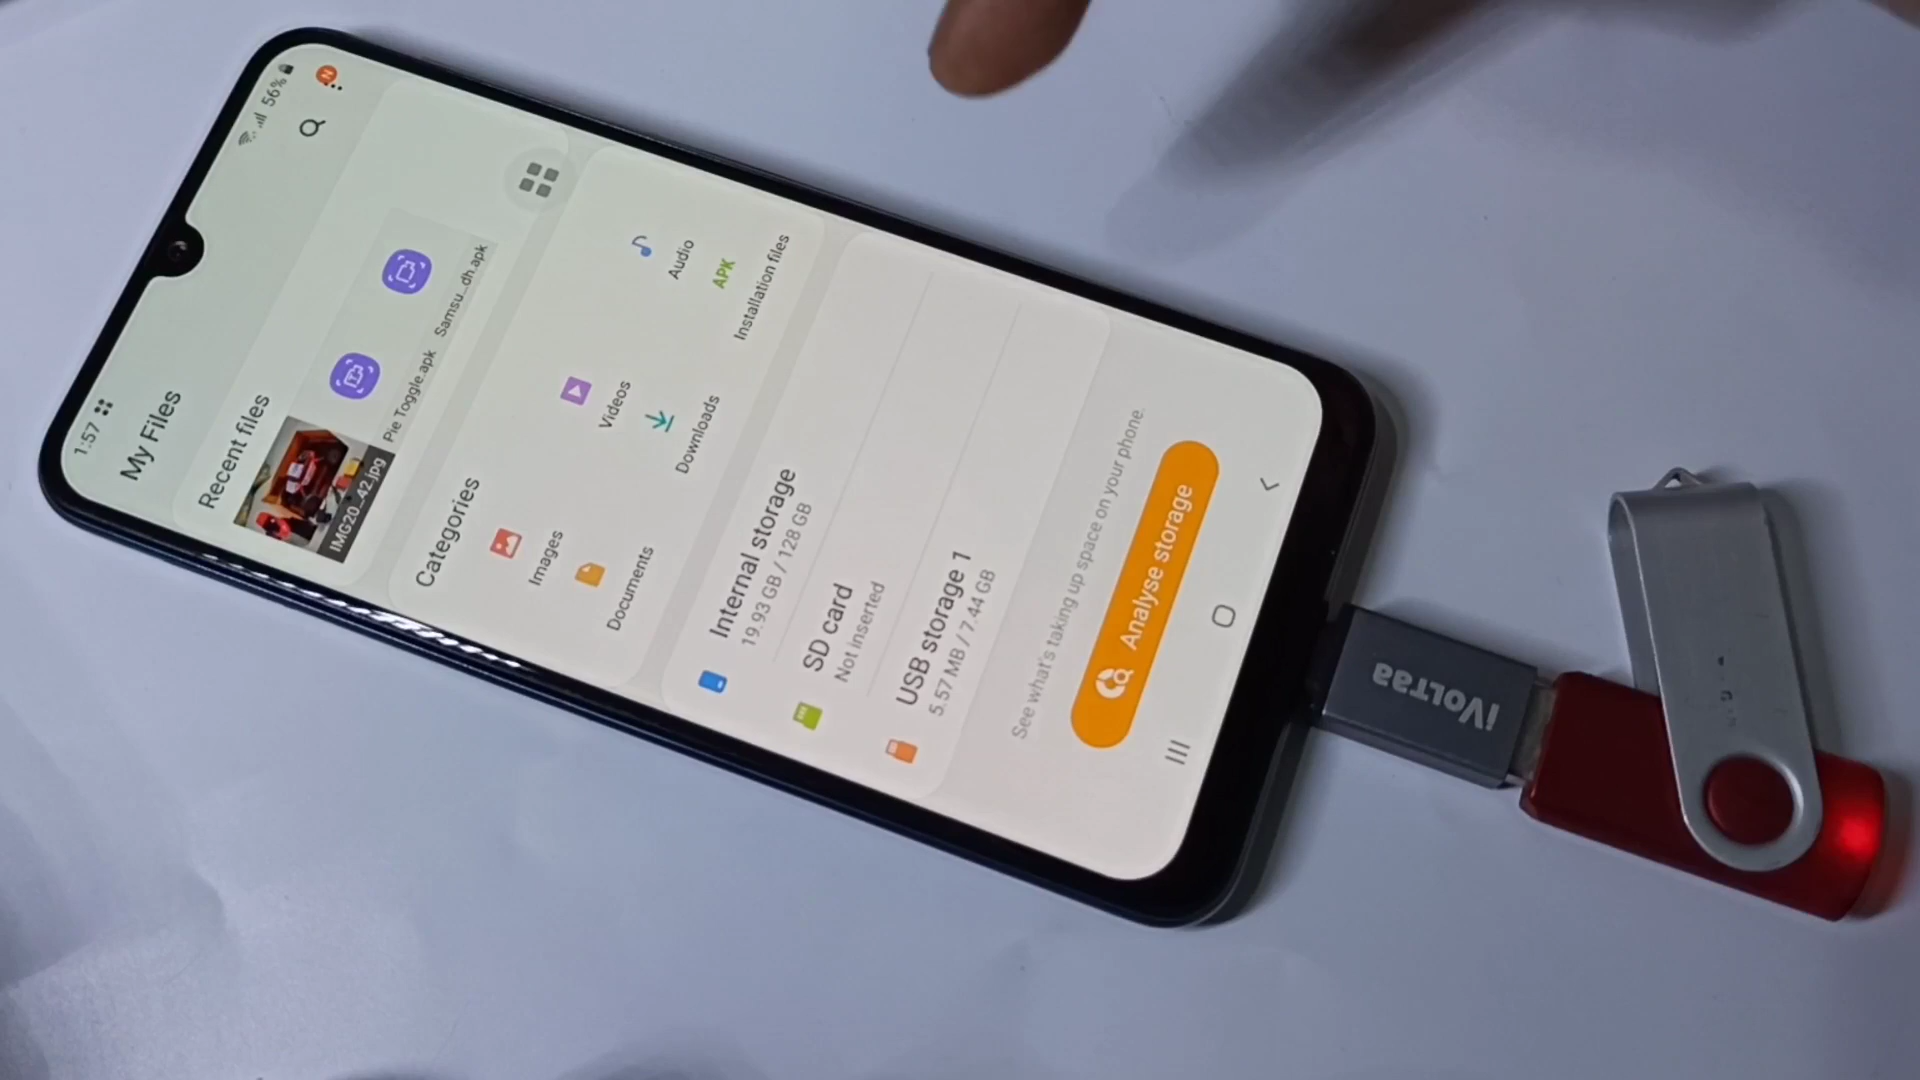 1:57
56%
My Files
N
Recent files
IMG20...42.jpg
Pie Toggle.apk
Samsu...dh.apk
Categories
Images
Videos
Audio
Documents
Downloads
APK
Installation files
Internal storage
19.93 GB / 128 GB
SD card
Not inserted
USB storage 1
5.57 MB / 7.44 GB
See what's taking up space on your phone.
Analyse storage
iVOLTAA